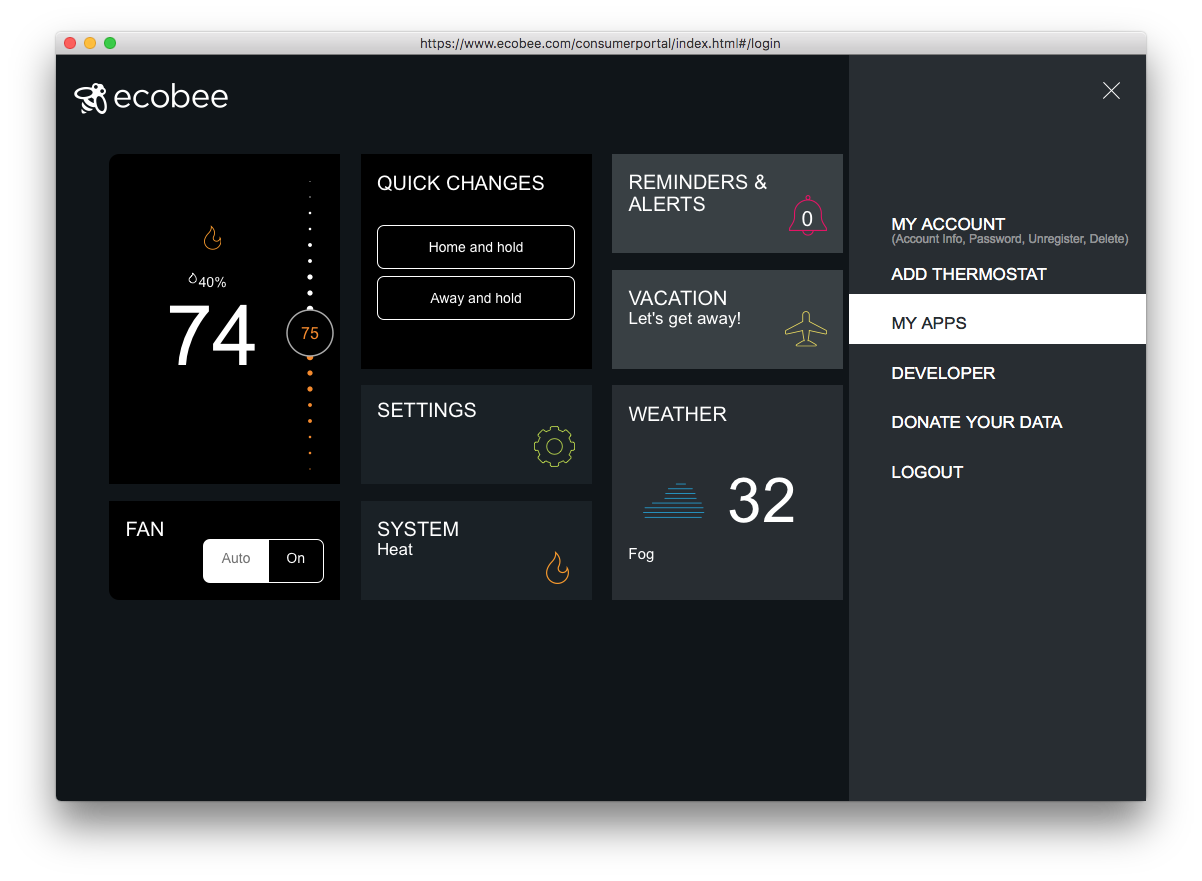 https://www.ecobee.com/consumerportal/index.html#/login
ecobee
40%
74
75
FAN
Auto
On
QUICK CHANGES
Home and hold
Away and hold
SETTINGS
SYSTEM
Heat
REMINDERS &
ALERTS
0
VACATION
Let's get away!
WEATHER
32
Fog
MY ACCOUNT
(Account Info, Password, Unregister, Delete)
ADD THERMOSTAT
MY APPS
DEVELOPER
DONATE YOUR DATA
LOGOUT